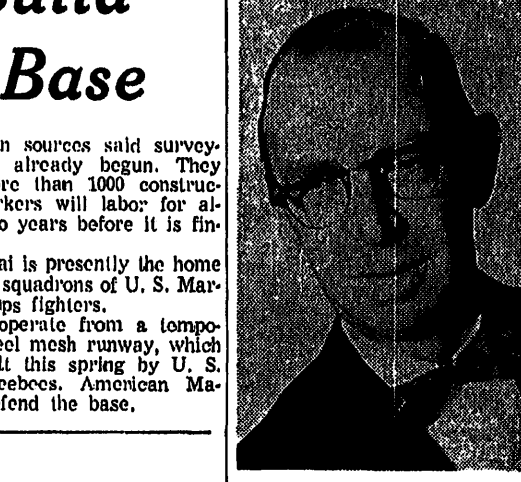 Base
n sources said survey-
already begun. They
re than 1000 construc-
rkers will labor for al-
o years before it is fin-
ai is presently the home
squadrons of U. S. Mar-
ps fighters.
operate from a tempo-
eel mesh runway, which
lt this spring by U. S.
eebees. American Ma-
fend the base.